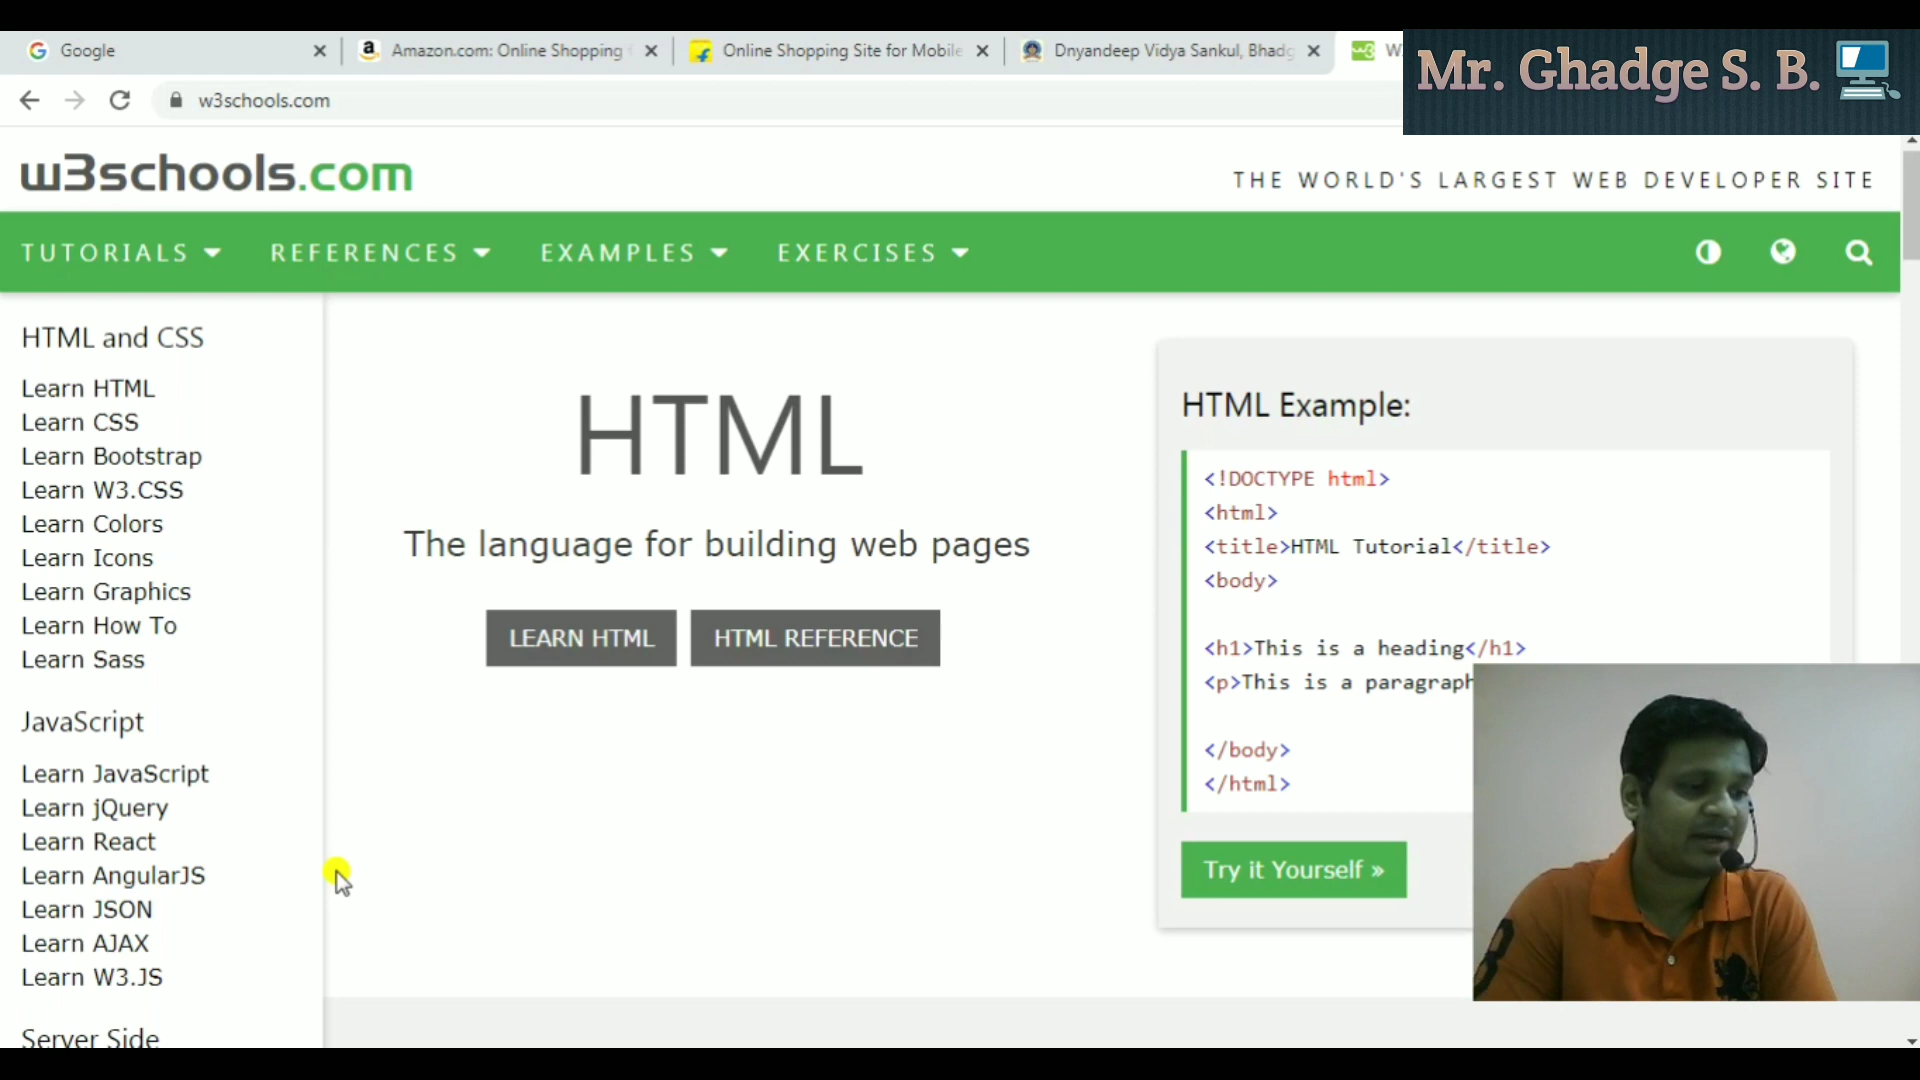 Google
Amazon.com: Online Shopping
Online Shopping Site for Mobile
Dnyandeep Vidya Sankul, Bhadg
W
Mr. Ghadge S. B.
w3schools.com
w3schools.com
THE WORLD'S LARGEST WEB DEVELOPER SITE
TUTORIALS REFERENCES EXAMPLES EXERCISES
HTML and CSS
Learn HTML
Learn CSS
Learn Bootstrap
Learn W3.CSS
Learn Colors
Learn Icons
Learn Graphics
Learn How To
Learn Sass
JavaScript
Learn JavaScript
Learn jQuery
Learn React
Learn AngularJS
Learn JSON
Learn AJAX
Learn W3.JS
Server Side
HTML
The language for building web pages
LEARN HTML HTML REFERENCE
HTML Example:
<!DOCTYPE html>
<html>
<title>HTML Tutorial</title>
<body>
<h1>This is a heading</h1>
<p>This is a paragraph
</body>
</html>
Try it Yourself »